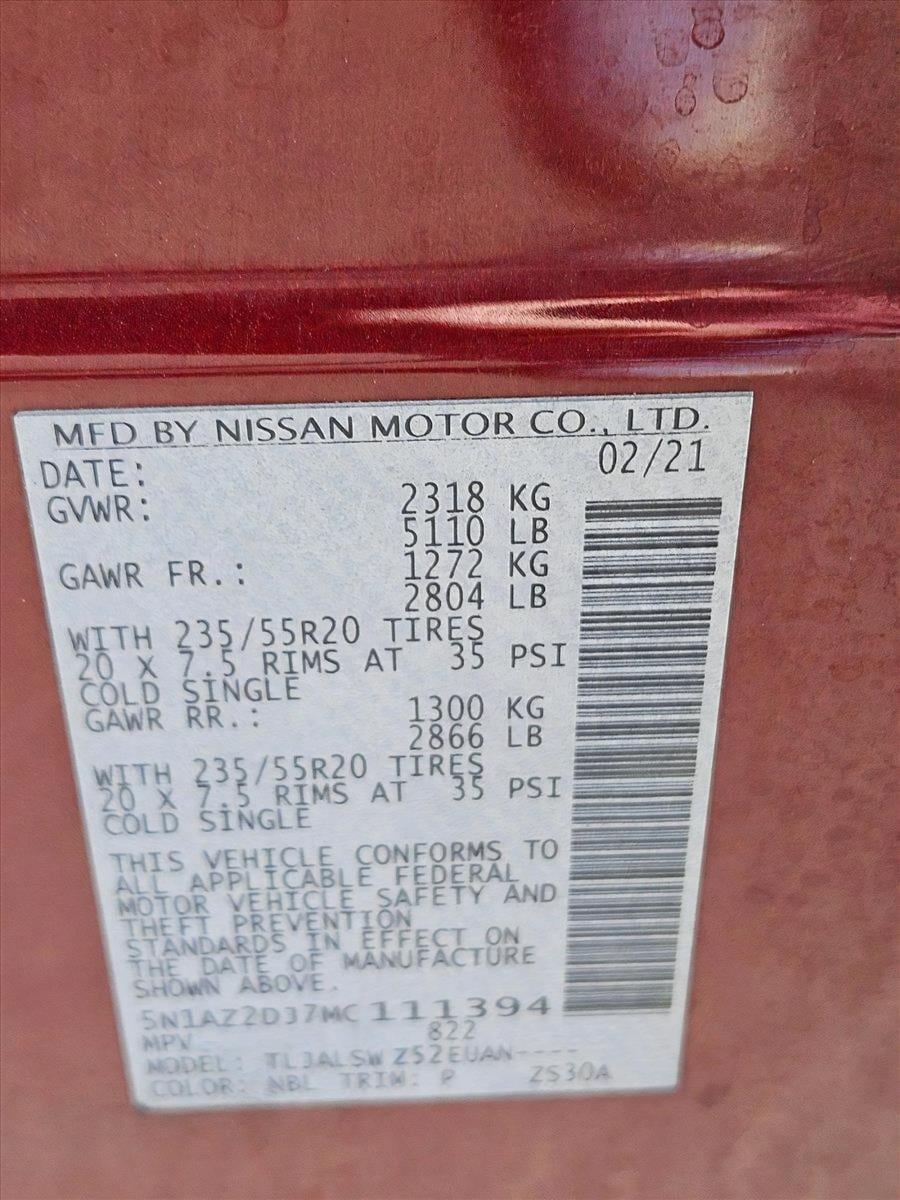 MFD BY NISSAN MOTOR CO., LTD.
DATE: 02/21
GVWR: 2318 KG
5110 LB
GAWR FR.: 1272 KG
2804 LB
WITH 235/55R20 TIRES
20 X 7.5 RIMS AT 35 PSI
COLD SINGLE
GAWR RR.: 1300 KG
2866 LB
WITH 235/55R20 TIRES
20 X 7.5 RIMS AT 35 PSI
COLD SINGLE
THIS VEHICLE CONFORMS TO
ALL APPLICABLE FEDERAL
MOTOR VEHICLE SAFETY AND
THEFT PREVENTION
STANDARDS IN EFFECT ON
THE DATE OF MANUFACTURE
SHOWN ABOVE.
5N1AZ2DJ7MC111394
MPV 822
MODEL: TLJALSW Z52EUAN----
COLOR: NBL TRIM: P ZS30A